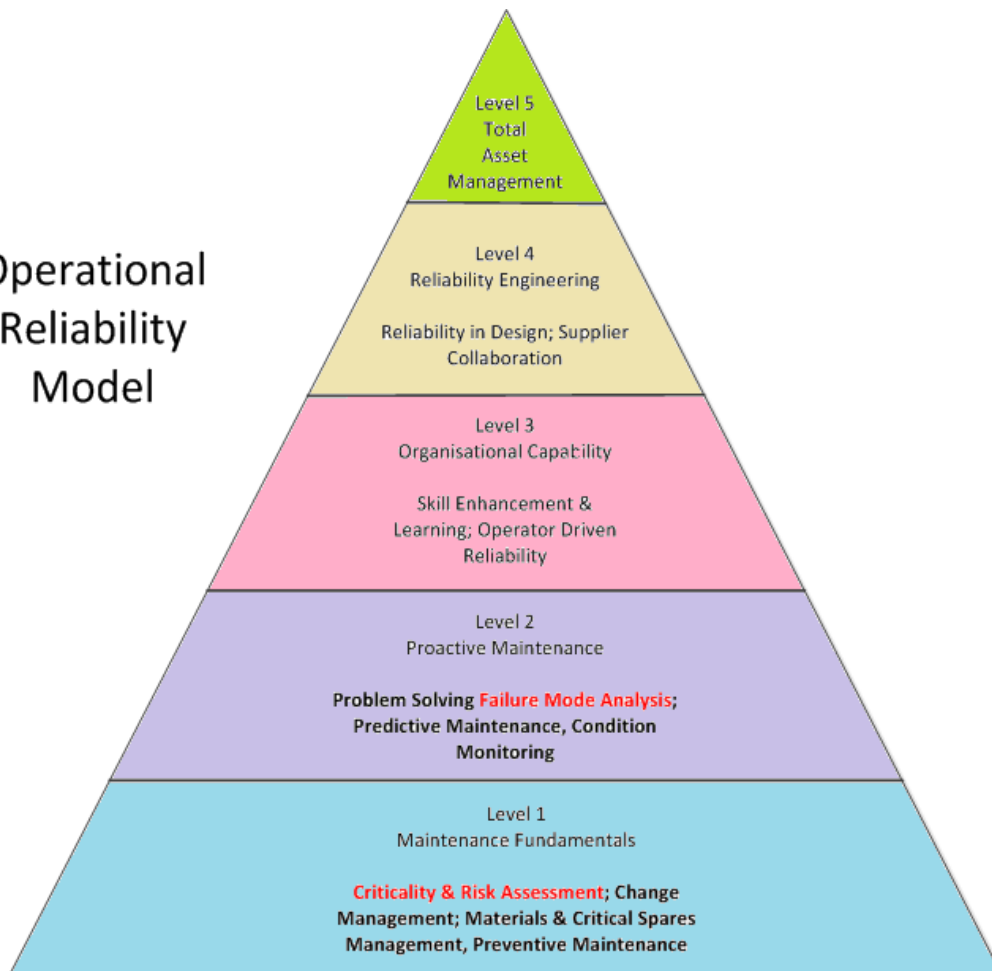 Operational
Reliability
Model
Level 5
Total
Asset
Management
Level 4
Reliability Engineering
Reliability in Design; Supplier
Collaboration
Level 3
Organisational Capability
Skill Enhancement &
Learning; Operator Driven
Reliability
Level 2
Proactive Maintenance
Problem Solving Failure Mode Analysis;
Predictive Maintenance, Condition
Monitoring
Level 1
Maintenance Fundamentals
Criticality & Risk Assessment; Change
Management; Materials & Critical Spares
Management, Preventive Maintenance